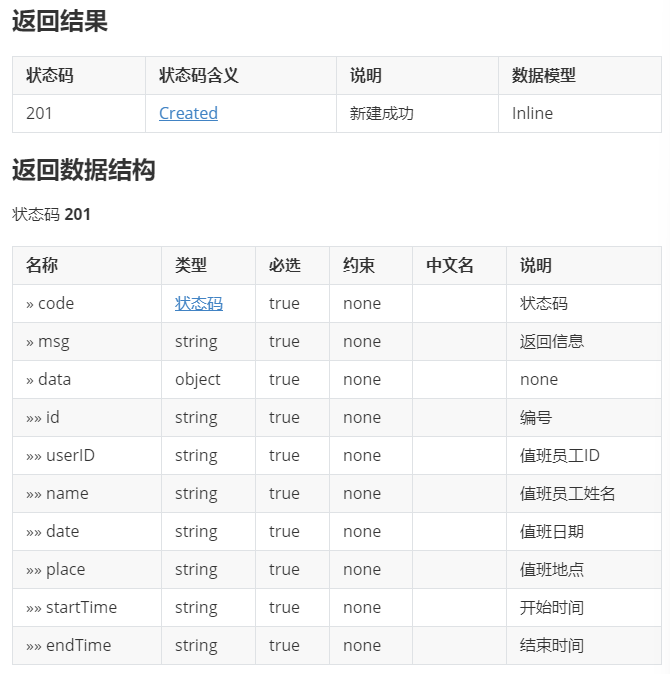 返回结果
状态码 状态码含义 说明 数据模型
201 Created 新建成功 Inline
返回数据结构
状态码 201
名称 类型 必选 约束 中文名 说明
» code 状态码 true none 状态码
» msg string true none 返回信息
» data object true none none
»» id string true none 编号
»» userID string true none 值班员工ID
»» name string true none 值班员工姓名
»» date string true none 值班日期
»» place string true none 值班地点
»» startTime string true none 开始时间
»» endTime string true none 结束时间